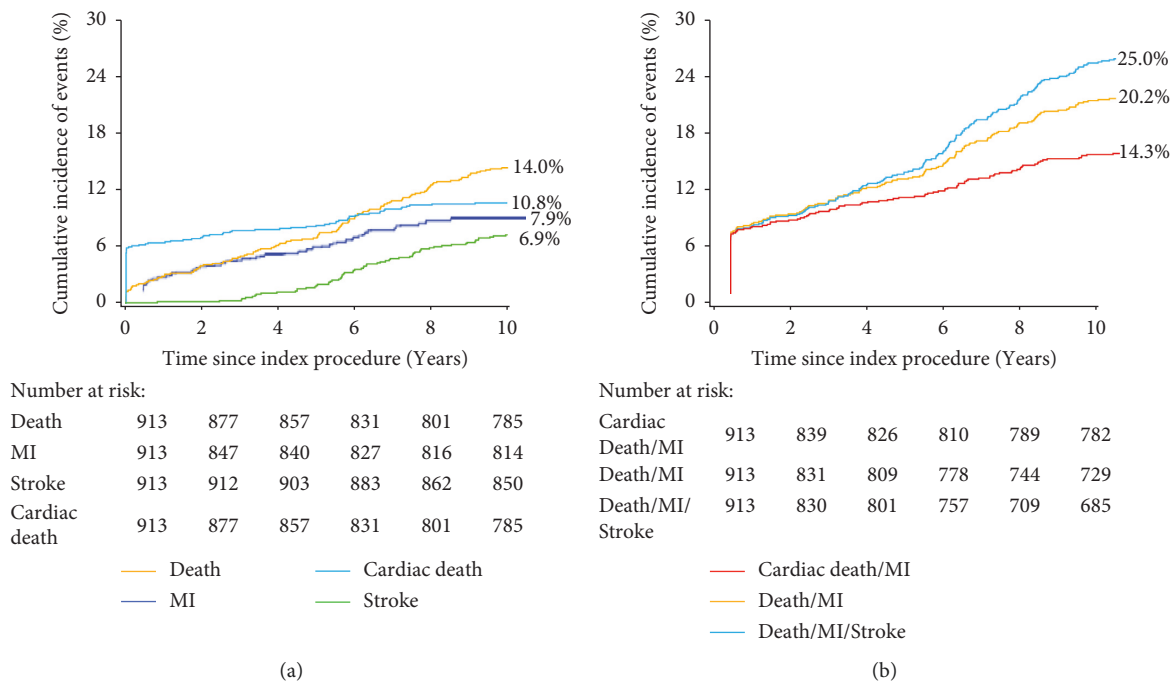 Cumulative incidence of events (%)
30
24
18
12
6
0
14.0%
10.8%
7.9%
6.9%
0 2 4 6 8 10
Time since index procedure (Years)
Number at risk:
Death 913 877 857 831 801 785
MI 913 847 840 827 816 814
Stroke 913 912 903 883 862 850
Cardiac
death 913 877 857 831 801 785
Death Cardiac death
MI Stroke
(a)
Cumulative incidence of events (%)
30
24
18
12
6
0
25.0%
20.2%
14.3%
0 2 4 6 8 10
Time since index procedure (Years)
Number at risk:
Cardiac
Death/MI 913 839 826 810 789 782
Death/MI 913 831 809 778 744 729
Death/MI/ 913 830 801 757 709 685
Stroke
Cardiac death/MI
Death/MI
Death/MI/Stroke
(b)